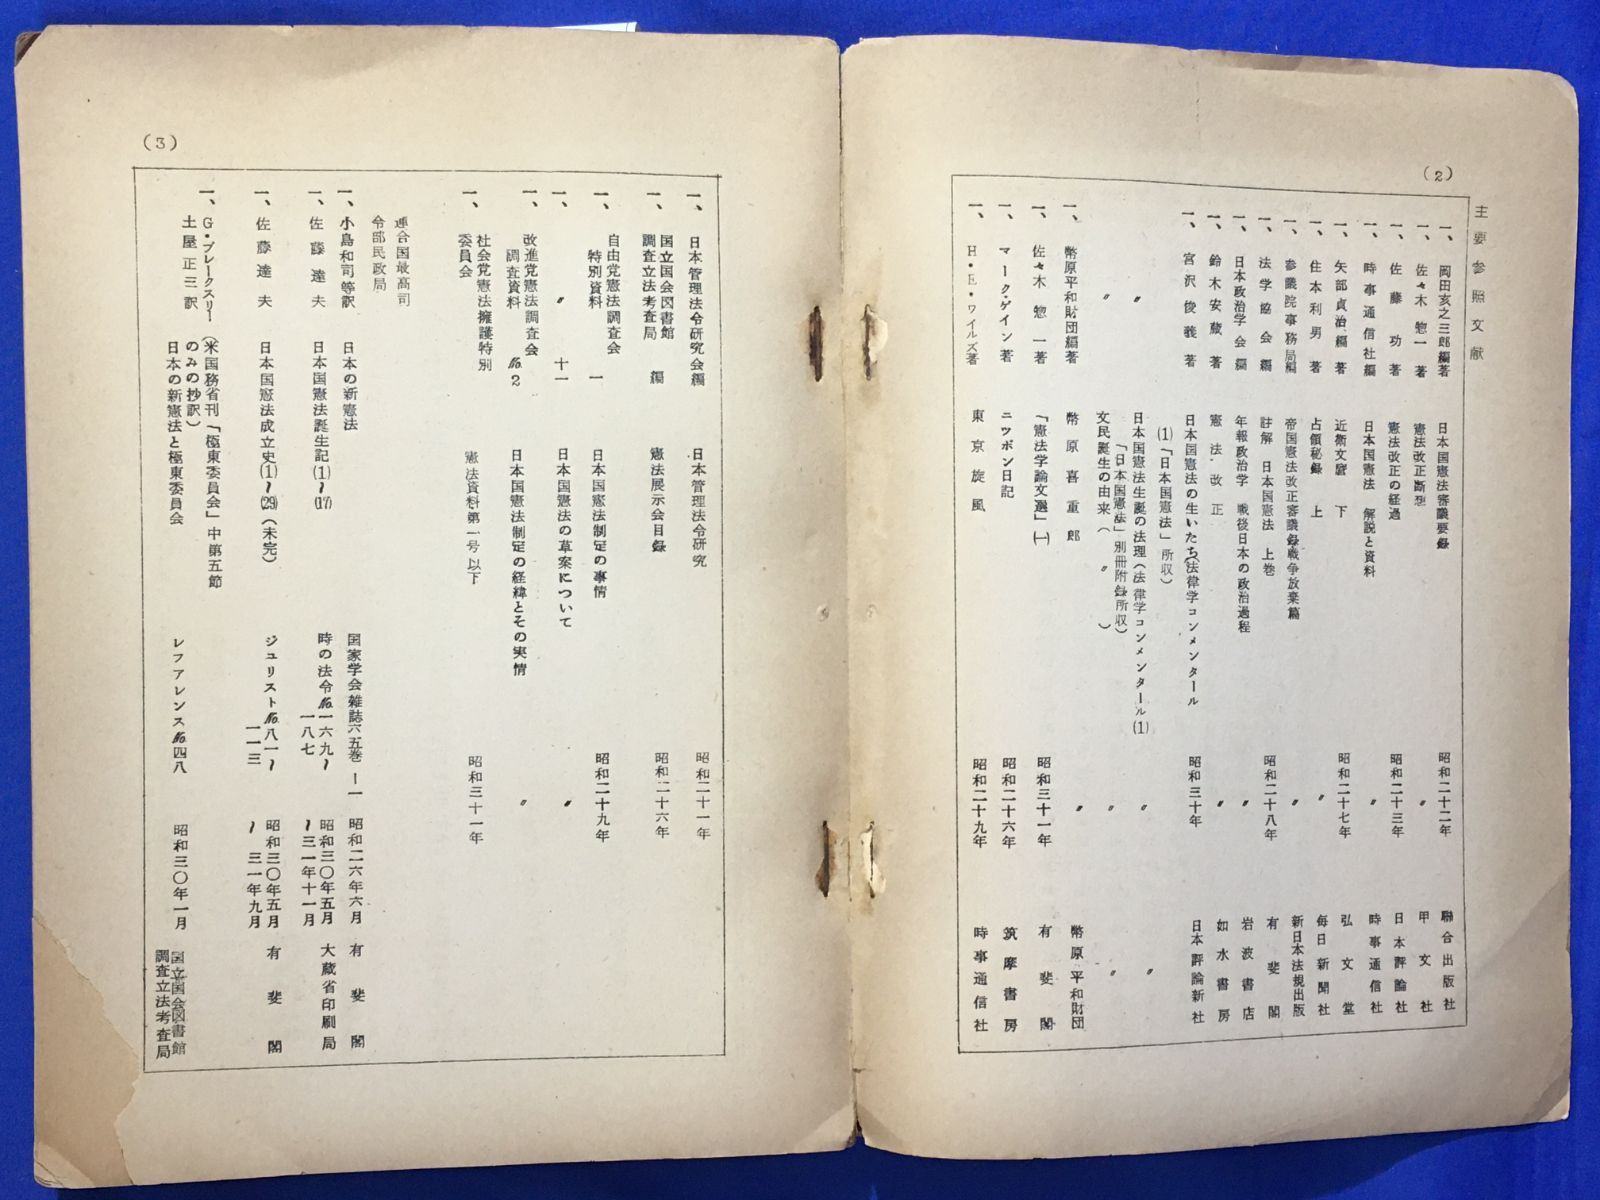 (2)
主要参照文献
一、岡田亥之三郎編著 日本国憲法審議要録 昭和二十二年 聯合出版社
一、佐々木惣一著 憲法改正断想 〃 甲文社
一、佐藤功著 憲法改正の経過 昭和二十三年 日本評論社
一、時事通信社編 日本国憲法 解説と資料 〃 時事通信社
一、矢部貞治編著 近衛文麿 下 昭和二十七年 弘文堂
一、住本利男著 占領秘録 上 〃 毎日新聞社
一、参議院事務局編 帝国憲法改正審議録戦争放棄篇 〃 新日本法規出版
一、法学協会編 註解 日本国憲法 上巻 昭和二十八年 有斐閣
一、日本政治学会編 年報政治学 戦後日本の政治過程 〃 岩波書店
一、鈴木安蔵著 憲法改正 〃 如水書房
一、宮沢俊義著 日本国憲法の生いたち(法律学コンメンタール 昭和三十年 日本評論新社
(1)「日本国憲法」所収)
〃 日本国憲法生誕の法理(法律学コンメンタール(1) 〃 〃
「日本国憲法」別冊附録所収)
〃 文民誕生の由来(〃) 〃 〃
一、幣原平和財団編著 幣原喜重郎 〃 幣原平和財団
一、佐々木惣一著 「憲法学論文選」(一) 昭和三十一年 有斐閣
一、マーク・ゲイン著 ニッポン日記 昭和二十六年 筑摩書房
一、H・E・ワイルズ著 東京旋風 昭和二十九年 時事通信社
(3)
一、日本管理法令研究会編 日本管理法令研究 昭和二十一年
一、国立国会図書館
調査立法考査局 編 憲法展示会目録 昭和二十六年
自由党憲法調査会
一、特別資料 一 日本国憲法制定の事情 昭和二十九年
一、〃 十一 日本国憲法の草案について 〃
一、改進党憲法調査会
調査資料 No.2 日本国憲法制定の経緯とその実情 〃
一、社会党憲法擁護特別
委員会 憲法資料第一号以下 昭和三十一年
連合国最高司
令部民政局
一、小島和司等訳 日本の新憲法 国家学会雑誌六五巻ー一 昭和二六年六月 有斐閣
一、佐藤達夫 日本国憲法誕生記(1)~(17) 時の法令No.一六九~ 昭和三〇年五月 大蔵省印刷局
一八七 ~三一年十一月
一、佐藤達夫 日本国憲法成立史(1)~(29)(未完) ジュリストNo.八一~ 昭和三〇年五月 有斐閣
一一三 ~三一年九月
一、G・ブレークスリー (米国務省刊「極東委員会」中第五節
のみの抄訳)
土屋正三訳 日本の新憲法と極東委員会 レファレンスNo.四八 昭和三〇年一月 国立国会図書館
調査立法考査局